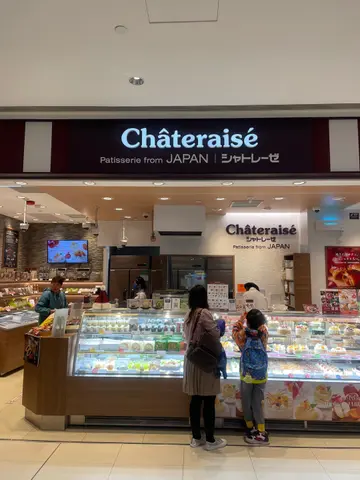 Châteraisé
Patisserie from JAPAN | シャトレーゼ
Châteraisé
シャトレーゼ
Patisserie from JAPAN